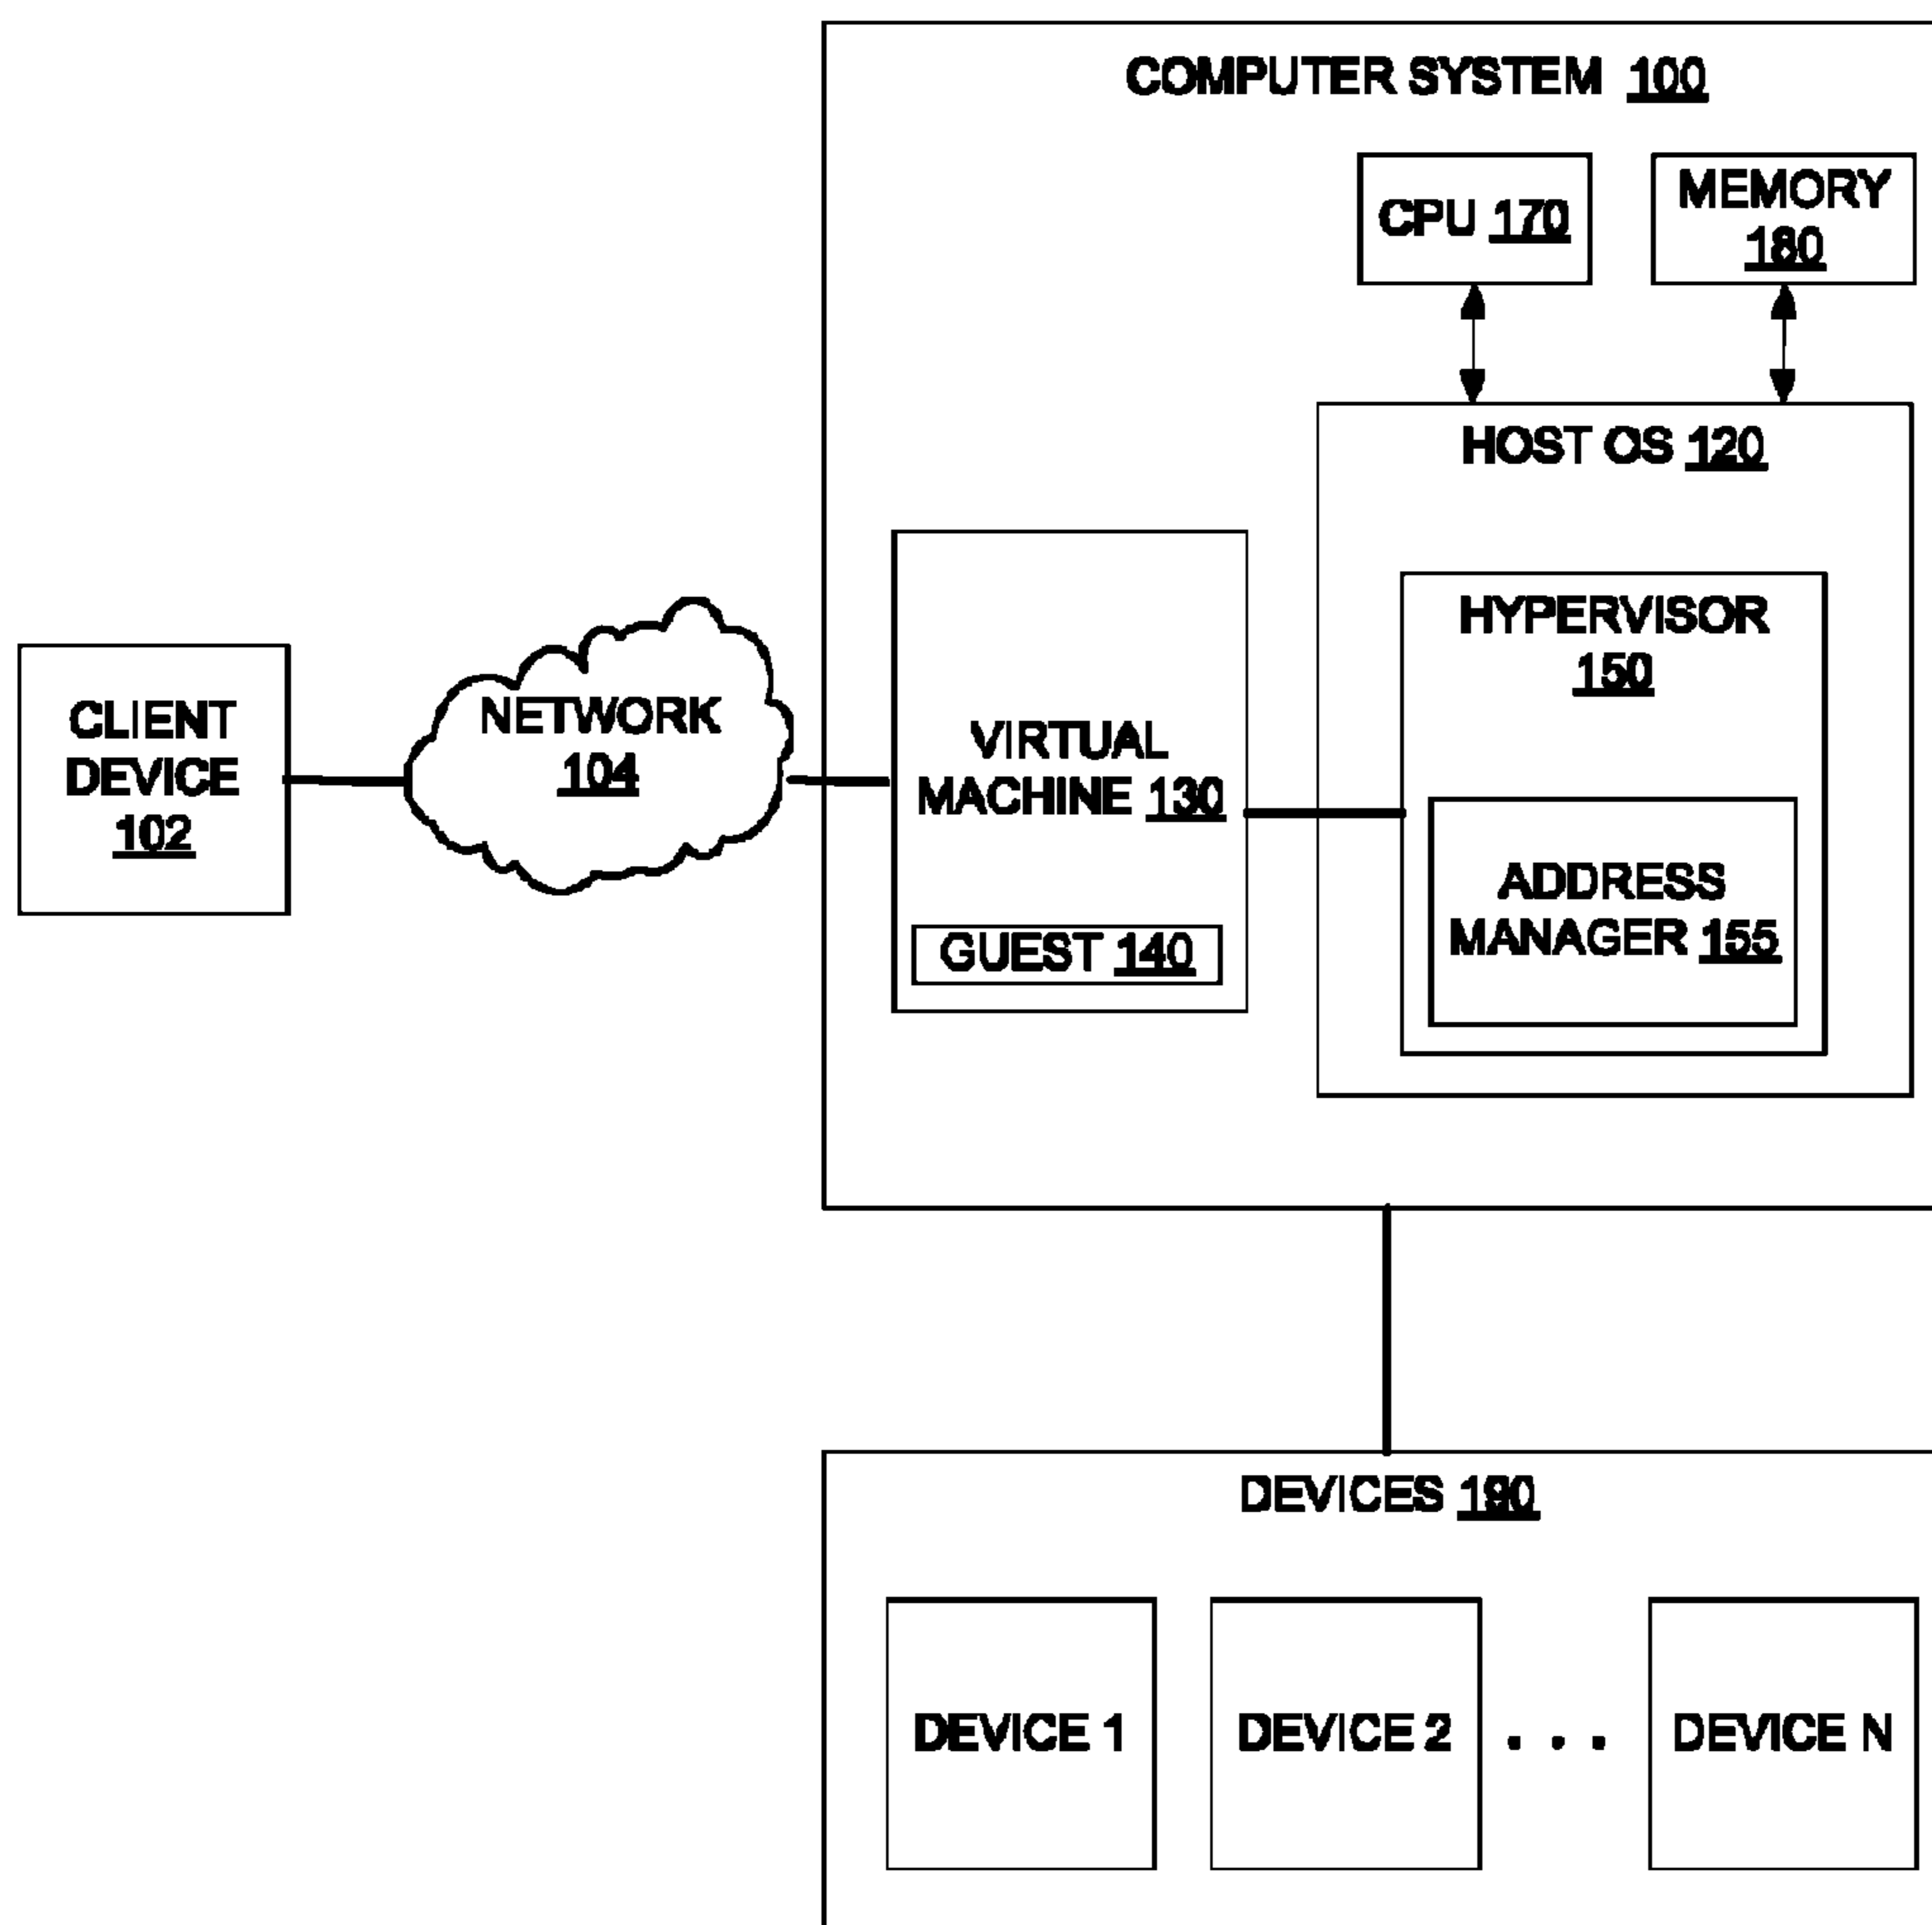 COMPUTER SYSTEM 100
CPU 170
MEMORY
180
HOST OS 120
HYPERVISOR
150
CLIENT
DEVICE
102
NETWORK
104
VIRTUAL
MACHINE 130
ADDRESS
MANAGER 155
GUEST 140
DEVICES 190
DEVICE 1
DEVICE 2
. . .
DEVICE N